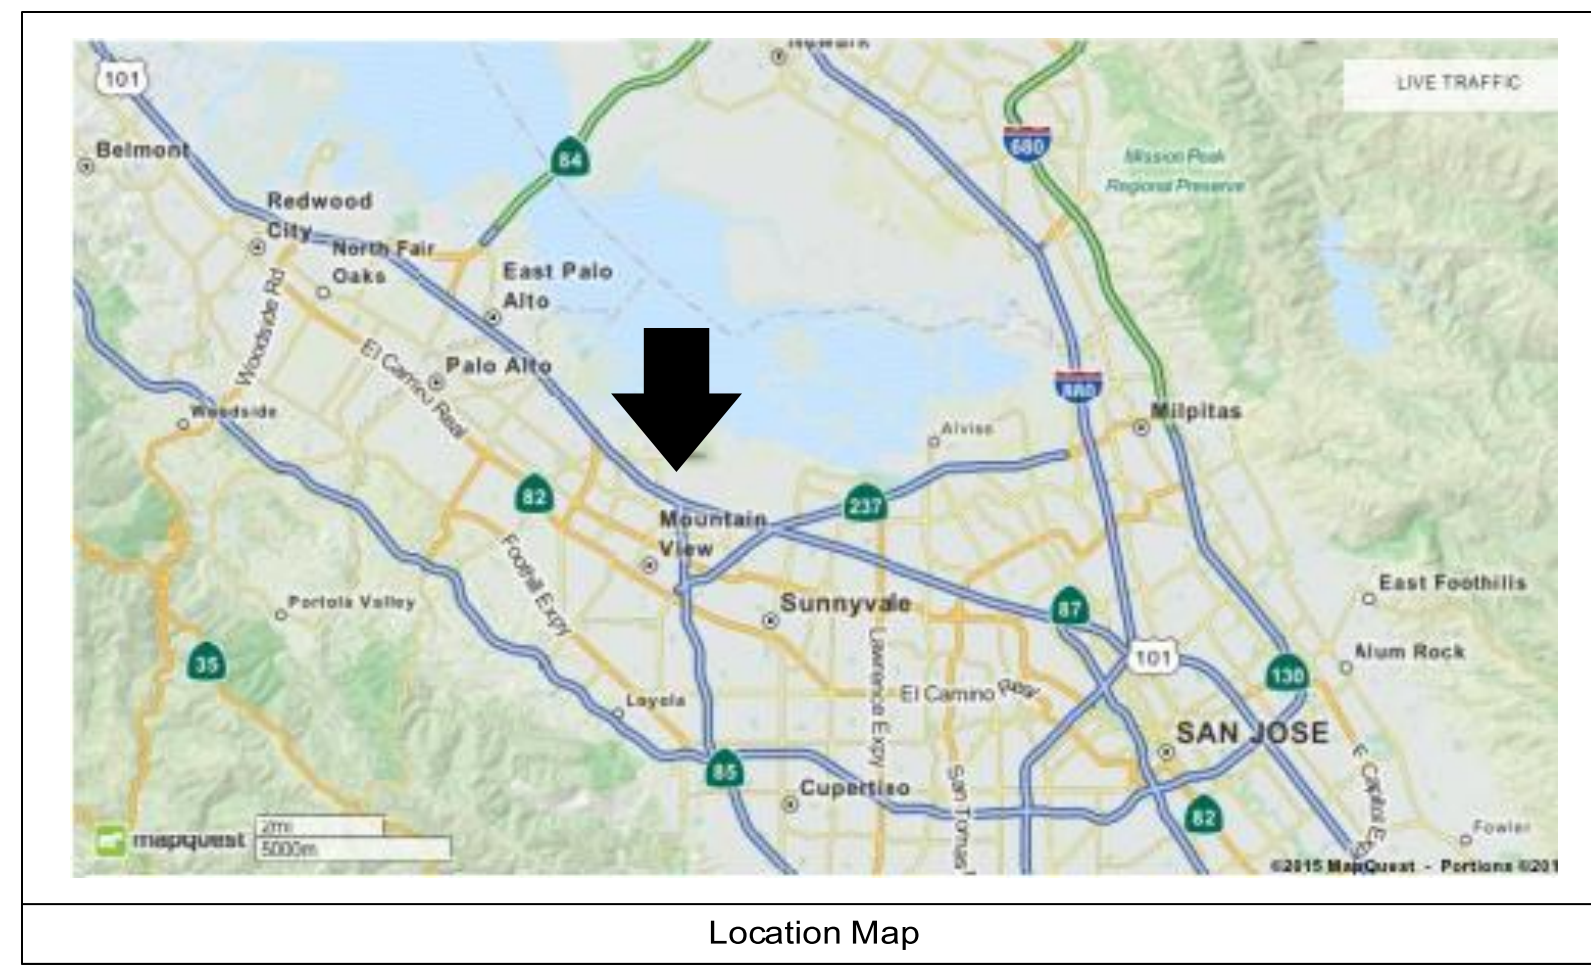 Newark
101
LIVE TRAFFIC
Belmont
84
680
Mission Peak
Regional Preserve
Redwood
City
North Fair
Oaks
East Palo
Alto
Woodside Rd
El Camino Real
Palo Alto
880
Woodside
Milpitas
Alviso
82
237
Mountain
View
Foothill Expy
Portola Valley
Sunnyvale
87
East Foothills
35
Lawrence Expy
101
Alum Rock
130
Loyola
El Camino Real
SAN JOSE
85
Cupertino
San Tomas
E Capitol E
82
Fowler
mapquest
2mi
5000m
©2015 MapQuest - Portions ©201
Location Map